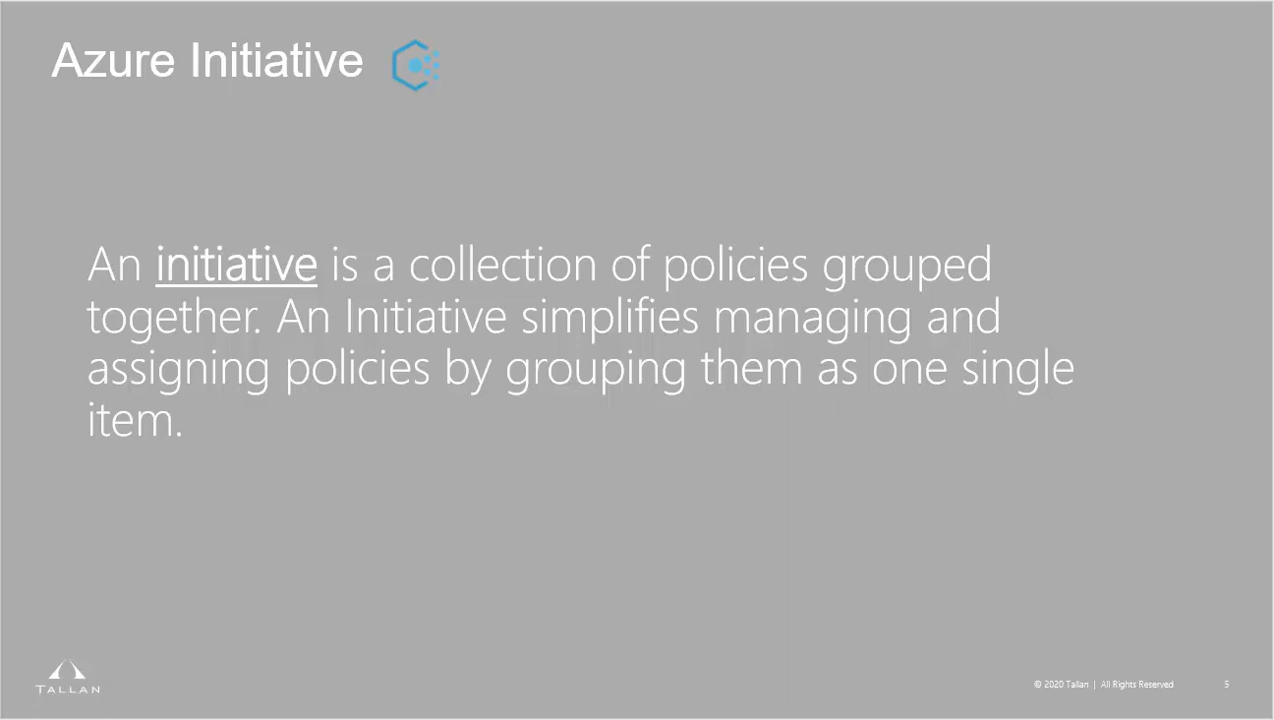 Azure Initiative
An initiative is a collection of policies grouped
together. An Initiative simplifies managing and
assigning policies by grouping them as one single
item.
TALLAN
© 2020 Tallan | All Rights Reserved
5